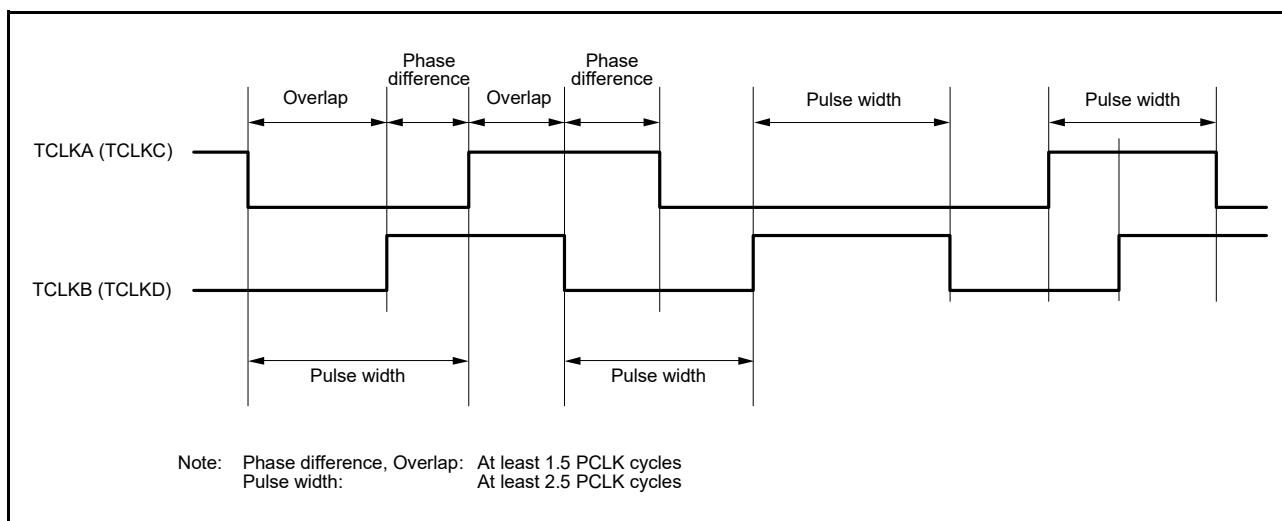 Phase
difference
Phase
difference
Overlap
Overlap
Pulse width
Pulse width
TCLKA (TCLKC)
TCLKB (TCLKD)
Pulse width
Pulse width
Note: Phase difference, Overlap: At least 1.5 PCLK cycles
Pulse width: At least 2.5 PCLK cycles